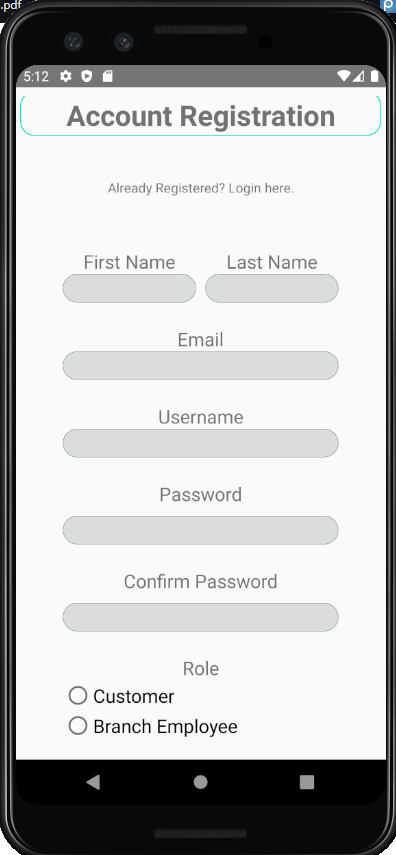 .pdf
5:12
Account Registration
Already Registered? Login here.
First Name Last Name
Email
Username
Password
Confirm Password
Role
Customer
Branch Employee